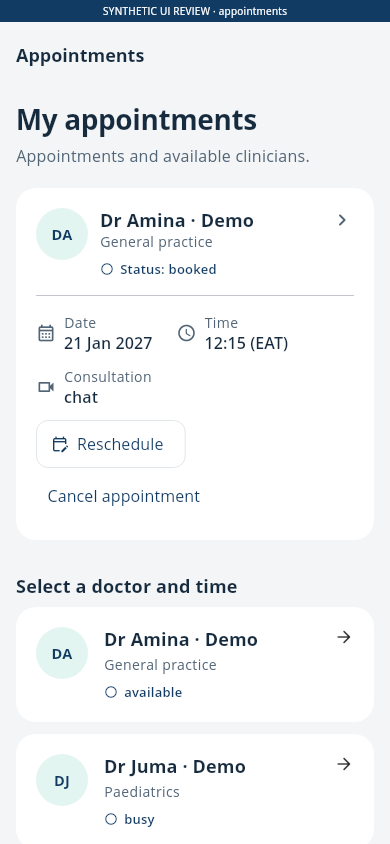 SYNTHETIC UI REVIEW · appointments
Appointments
My appointments
Appointments and available clinicians.
DA
Dr Amina · Demo
General practice
Status: booked
Date
21 Jan 2027
Time
12:15 (EAT)
Consultation
chat
Reschedule
Cancel appointment
Select a doctor and time
DA
Dr Amina · Demo
General practice
available
DJ
Dr Juma · Demo
Paediatrics
busy